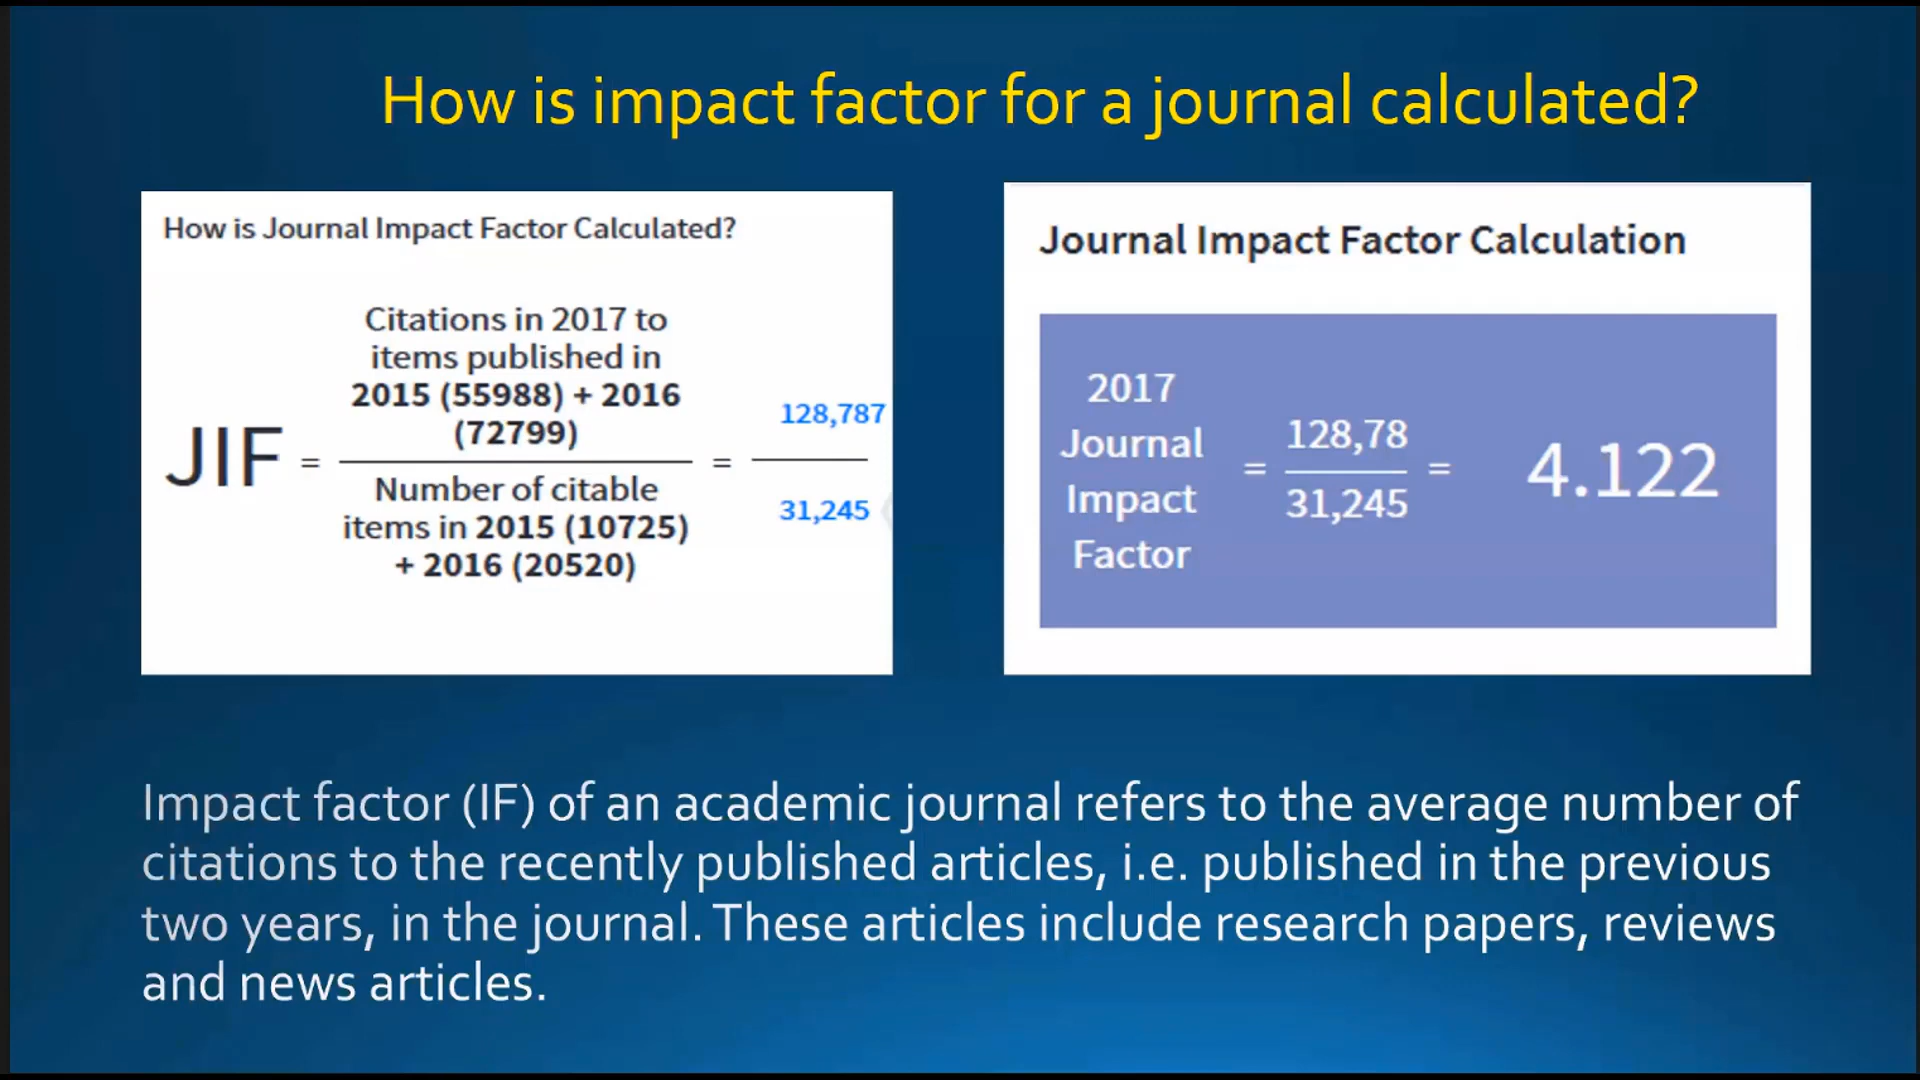 How is impact factor for a journal calculated?
How is Journal Impact Factor Calculated?
JIF =
Citations in 2017 to
items published in
2015 (55988) + 2016
(72799)
Number of citable
items in 2015 (10725)
+ 2016 (20520)
=
128,787
31,245
Journal Impact Factor Calculation
2017
Journal
Impact
Factor
=
128,78
31,245
=
4.122
Impact factor (IF) of an academic journal refers to the average number of
citations to the recently published articles, i.e. published in the previous
two years, in the journal. These articles include research papers, reviews
and news articles.